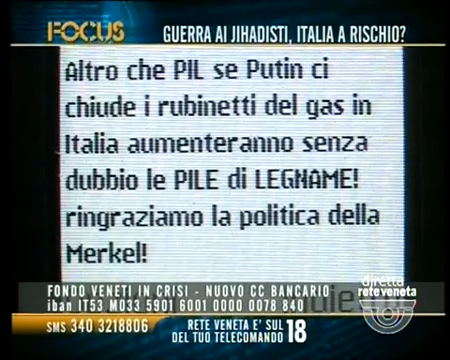 FOCUS
GUERRA AI JIHADISTI, ITALIA A RISCHIO?
Altro che PIL se Putin ci
chiude i rubinetti del gas in
Italia aumenteranno senza
dubbio le PILE di LEGNAME!
ringraziamo la politica della
Merkel!
FONDO VENETI IN CRISI - NUOVO CC BANCARIO
iban IT53 M033 5901 6001 0000 0078 840
diretta
reteveneta
SMS 340 3218806
RETE VENETA E' SUL
DEL TUO TELECOMANDO 18